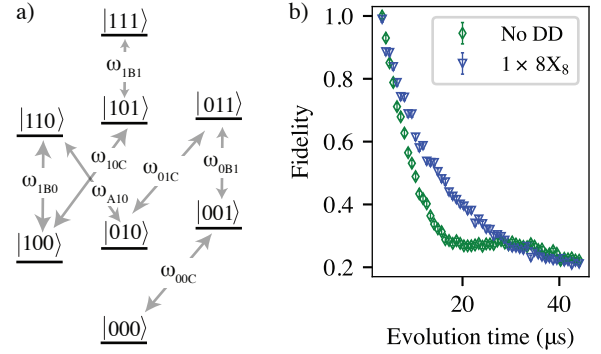 a)
|111⟩
ω1B1
|101⟩
|011⟩
|110⟩
ω10C
ω01C
ω0B1
ω1B0
ωA10
|001⟩
|100⟩
|010⟩
ω00C
|000⟩
b)
No DD
1 × 8X8
Fidelity
1.0
0.8
0.6
0.4
0.2
20
40
Evolution time (μs)